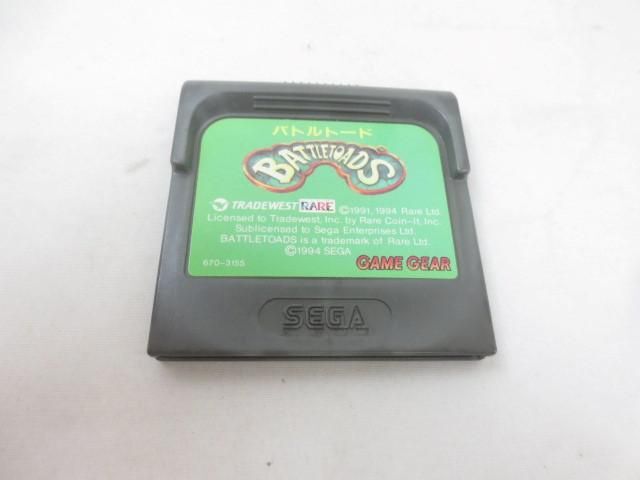 バトルトード
BATTLETOADS
TRADEWEST RARE ©1991, 1994 Rare Ltd.
Licensed to Tradewest, Inc. by Rare Coin-It, Inc.
Sublicensed to Sega Enterprises Ltd.
BATTLETOADS is a trademark of Rare Ltd.
©1994 SEGA
670-3155 GAME GEAR
SEGA